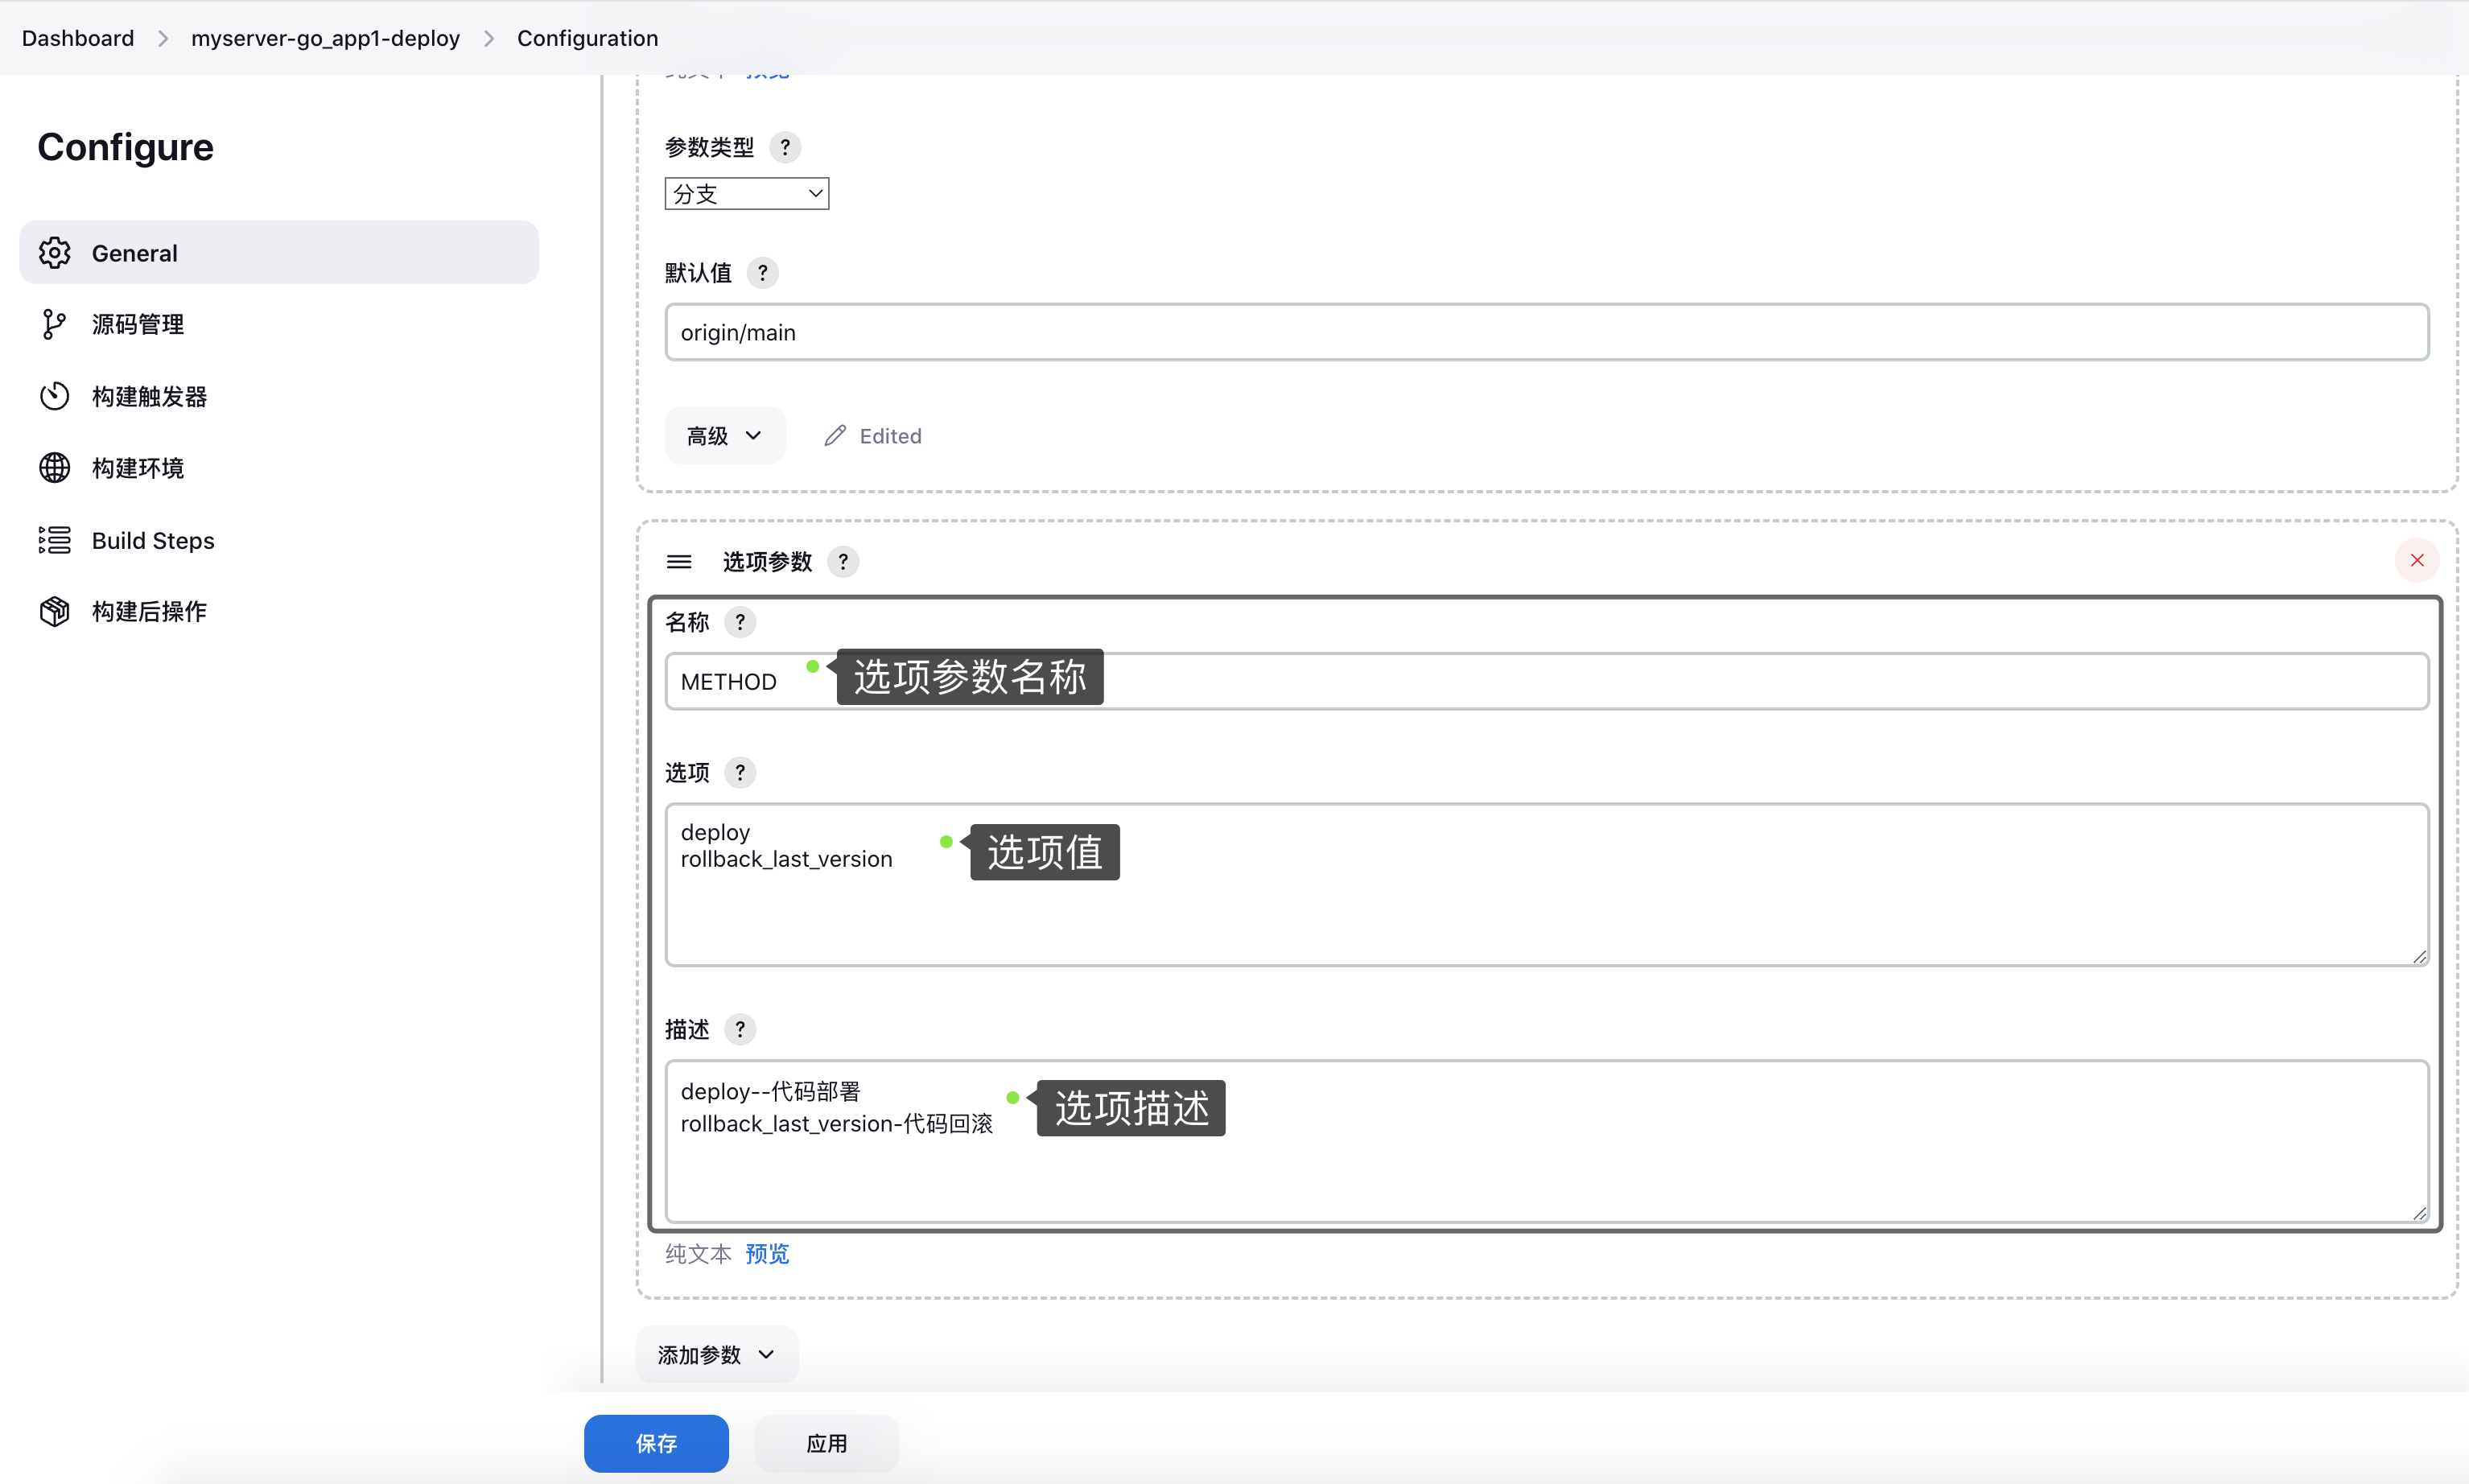 Dashboard > myserver-go_app1-deploy > Configuration
Configure
General
源码管理
构建触发器
构建环境
Build Steps
构建后操作
纯文本 预览
参数类型 ?
分支
默认值 ?
origin/main
高级 Edited
选项参数 ?
名称 ?
METHOD
选项参数名称
选项 ?
deploy
rollback_last_version
选项值
描述 ?
deploy--代码部署
rollback_last_version-代码回滚
选项描述
纯文本 预览
添加参数
保存 应用